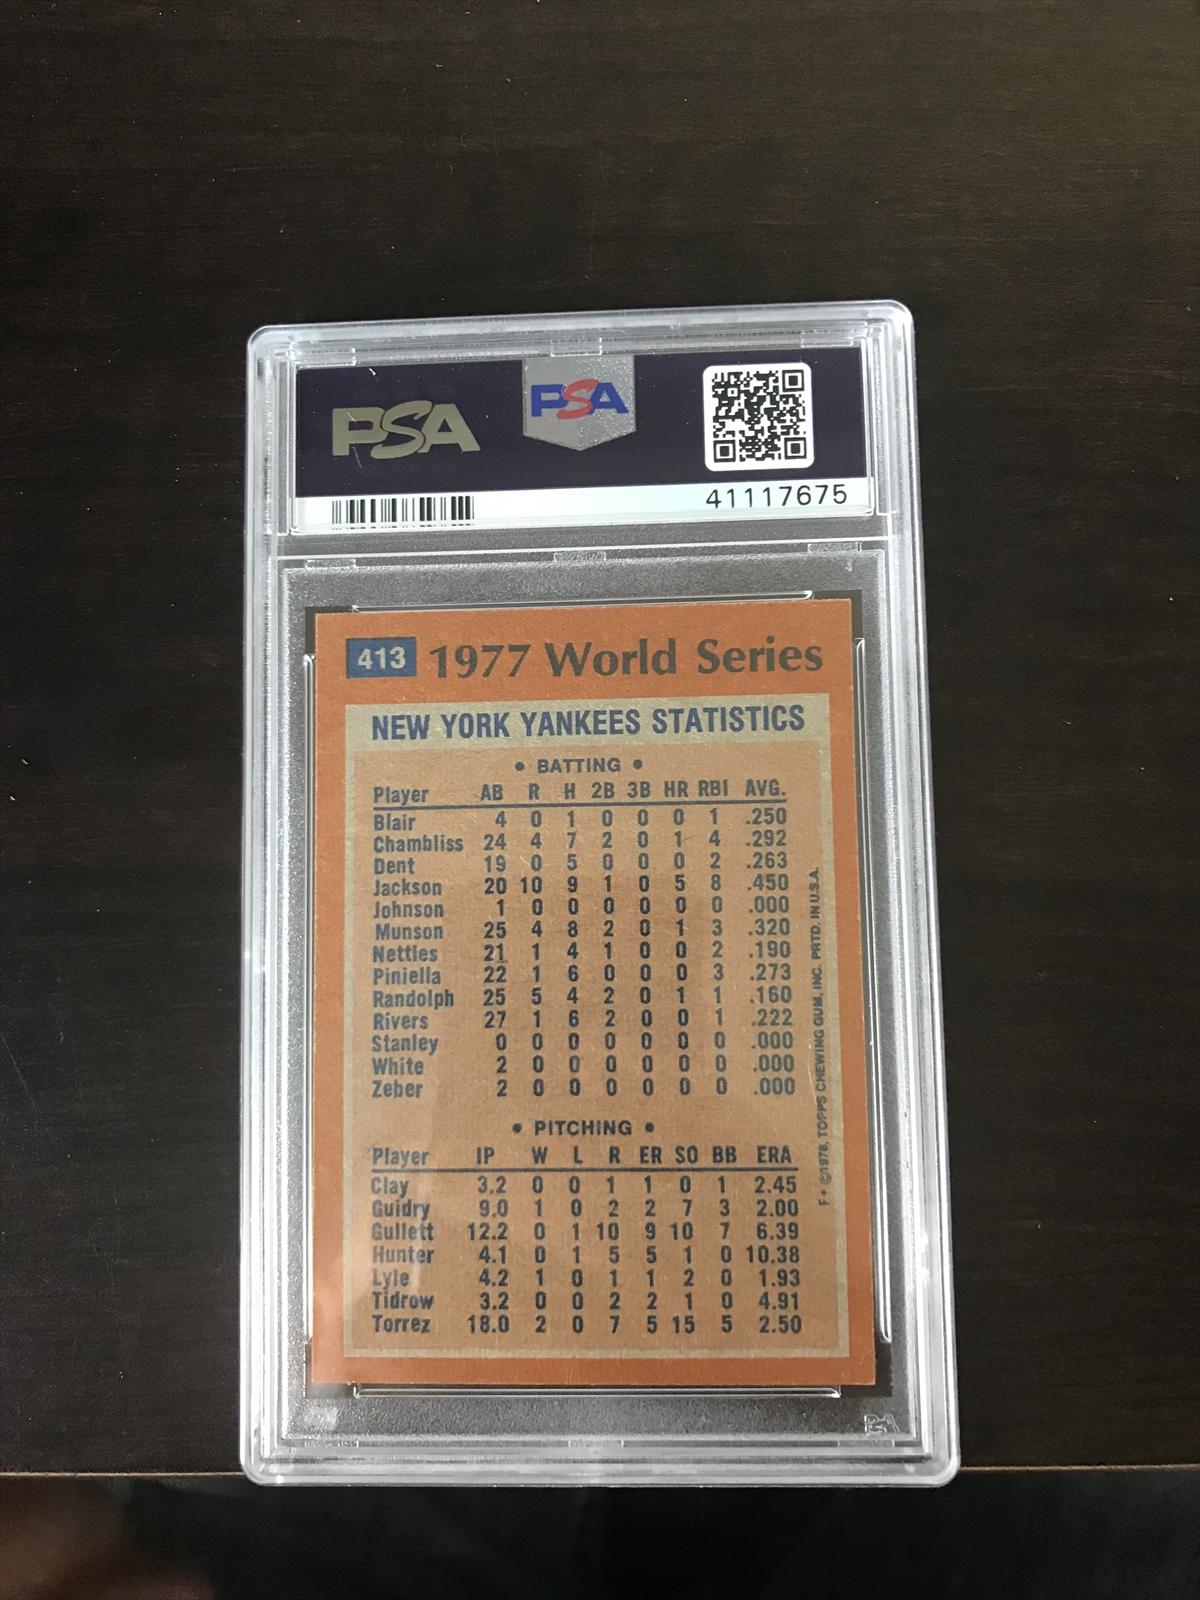 PSA
PSA
41117675
413 1977 World Series
NEW YORK YANKEES STATISTICS
• BATTING •
Player AB R H 2B 3B HR RBI AVG.
Blair 4 0 1 0 0 0 1 .250
Chambliss 24 4 7 2 0 1 4 .292
Dent 19 0 5 0 0 0 2 .263
Jackson 20 10 9 1 0 5 8 .450
Johnson 1 0 0 0 0 0 0 .000
Munson 25 4 8 2 0 1 3 .320
Nettles 21 1 4 1 0 0 2 .190
Piniella 22 1 6 0 0 0 3 .273
Randolph 25 5 4 2 0 1 1 .160
Rivers 27 1 6 2 0 0 1 .222
Stanley 0 0 0 0 0 0 0 .000
White 2 0 0 0 0 0 0 .000
Zeber 2 0 0 0 0 0 0 .000
• PITCHING •
Player IP W L R ER SO BB ERA
Clay 3.2 0 0 1 1 0 1 2.45
Guidry 9.0 1 0 2 2 7 3 2.00
Gullett 12.2 0 1 10 9 10 7 6.39
Hunter 4.1 0 1 5 5 1 0 10.38
Lyle 4.2 1 0 1 1 2 0 1.93
Tidrow 3.2 0 0 2 2 1 0 4.91
Torrez 18.0 2 0 7 5 15 5 2.50
F* ©1978, TOPPS CHEWING GUM, INC. PRTD. IN U.S.A.